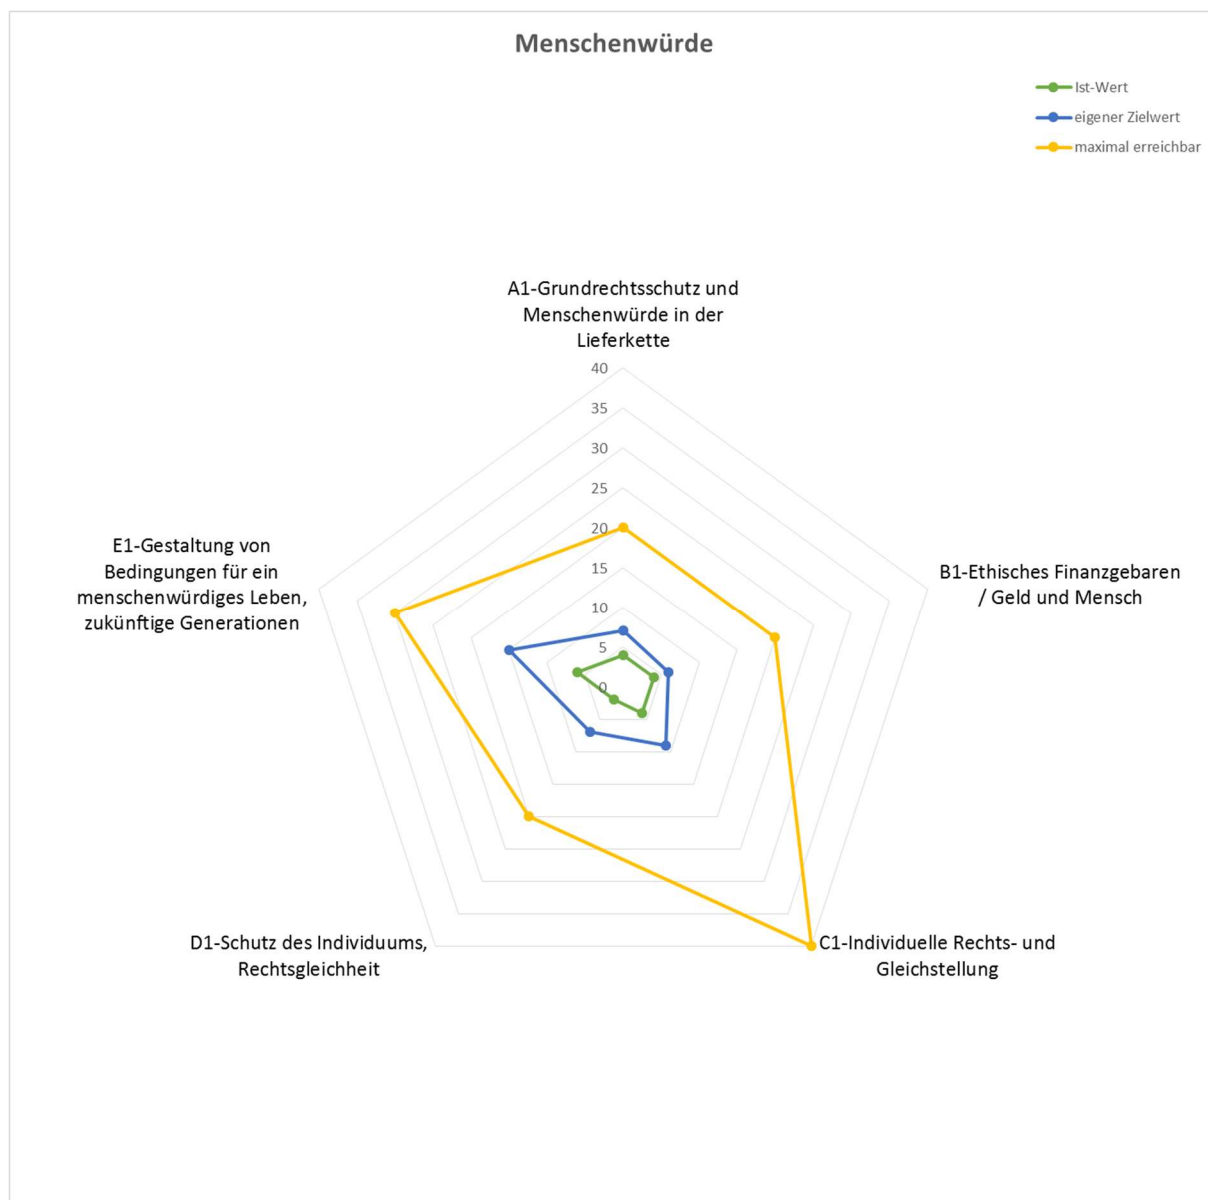 Menschenwürde
Ist-Wert
eigener Zielwert
maximal erreichbar
A1-Grundrechtsschutz und
Menschenwürde in der
Lieferkette
40
35
30
25
20
15
10
5
0
B1-Ethisches Finanzgebaren
/ Geld und Mensch
C1-Individuelle Rechts- und
Gleichstellung
D1-Schutz des Individuums,
Rechtsgleichheit
E1-Gestaltung von
Bedingungen für ein
menschenwürdiges Leben,
zukünftige Generationen